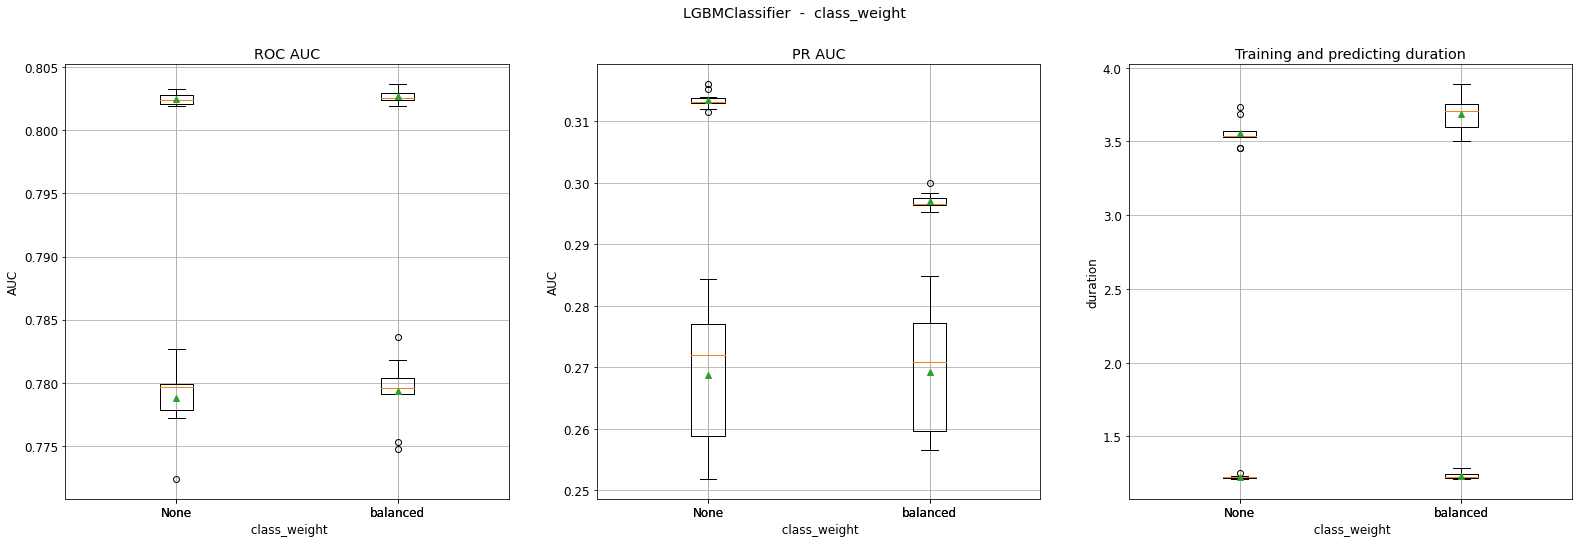 LGBMClassifier - class_weight
ROC AUC
AUC
0.805
0.800
0.795
0.790
0.785
0.780
0.775
None
balanced
class_weight
PR AUC
AUC
0.31
0.30
0.29
0.28
0.27
0.26
0.25
None
balanced
class_weight
Training and predicting duration
duration
4.0
3.5
3.0
2.5
2.0
1.5
None
balanced
class_weight